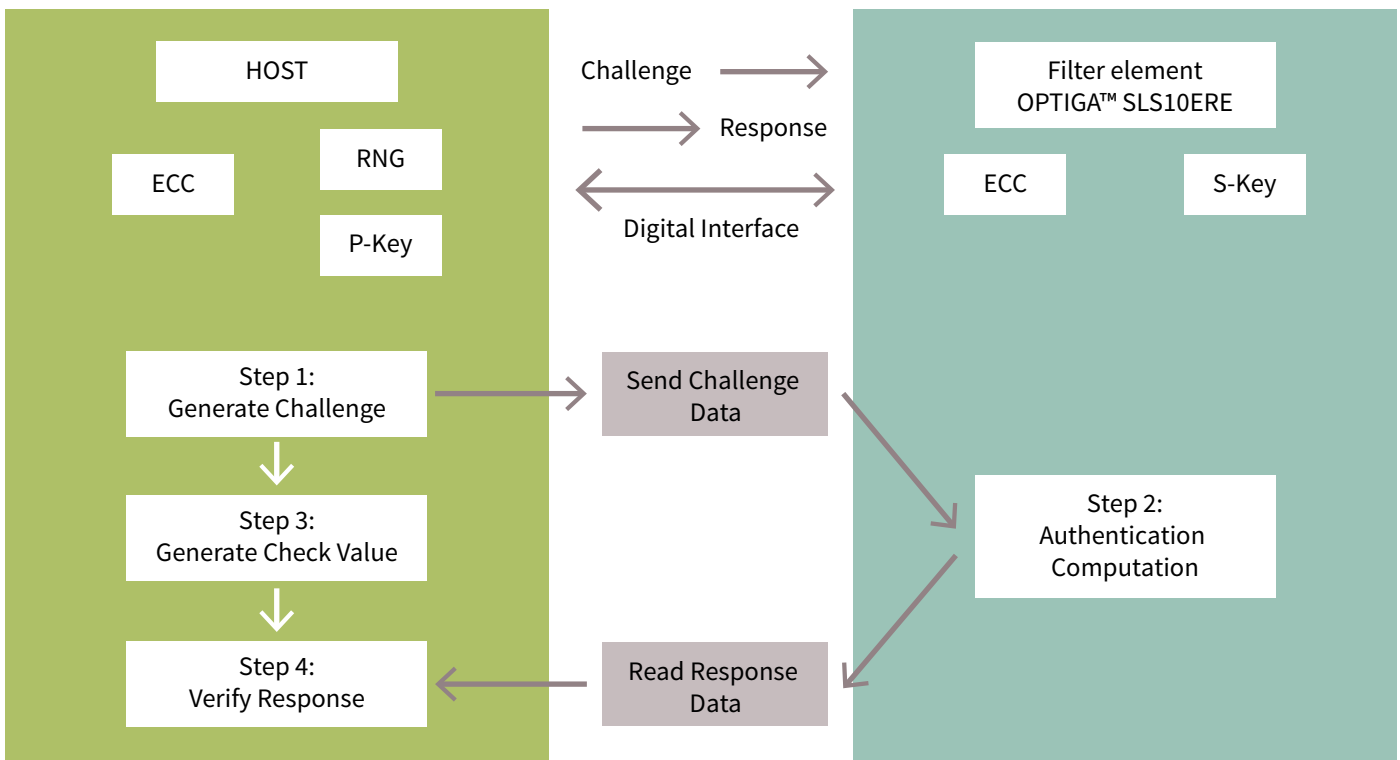 HOST
RNG
ECC
P-Key
Challenge
Response
Digital Interface
Filter element
OPTIGA™ SLS10ERE
ECC
S-Key
Step 1:
Generate Challenge
Send Challenge
Data
Step 2:
Authentication
Computation
Step 3:
Generate Check Value
Step 4:
Verify Response
Read Response
Data